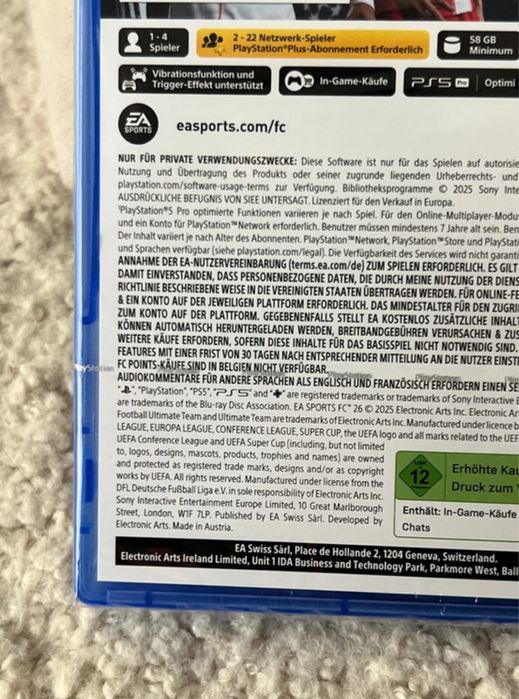 1 - 4 Spieler
2 - 22 Netzwerk-Spieler
PlayStation®Plus-Abonnement Erforderlich
58 GB
Minimum
Vibrationsfunktion und
Trigger-Effekt unterstützt
In-Game-Käufe
PS5 Pro Optimi
EA SPORTS
easports.com/fc
NUR FÜR PRIVATE VERWENDUNGSZWECKE: Diese Software ist nur für das Spielen auf autorisie
Nutzung und Übertragung des Produkts oder seiner zugrunde liegenden Urheberrechts- und
playstation.com/software-usage-terms zur Verfügung. Bibliotheksprogramme © 2025 Sony Inte
AUSDRÜCKLICHE BEFUGNIS VON SIEE UNTERSAGT. Lizenziert für den Verkauf in Europa.
PlayStation®5 Pro optimierte Funktionen variieren je nach Spiel. Für den Online-Multiplayer-Modu
und ein Konto für PlayStation™Network erforderlich. Benutzer müssen mindestens 7 Jahre alt sein. Ben
Der Inhalt variiert je nach Alter des Abonnenten. PlayStation™Network, PlayStation™Store und PlayStati
und Sprachen verfügbar (siehe playstation.com/legal). Die Verfügbarkeit des Services wird nicht garanti
ANNAHME DER EA-NUTZERVEREINBARUNG (terms.ea.com/de) ZUM SPIELEN ERFORDERLICH. ES GILT
DAMIT EINVERSTANDEN, DASS PERSONENBEZOGENE DATEN, DIE DURCH MEINE NUTZUNG DER DIENS
RICHTLINIE BESCHRIEBENE WEISE IN DIE VEREINIGTEN STAATEN ÜBERTRAGEN WERDEN. FÜR ONLINE-FE
& EIN KONTO AUF DER JEWEILIGEN PLATTFORM ERFORDERLICH. DAS MINDESTALTER FÜR DEN ZUGRI
ZUM KONTO AUF DER PLATTFORM. GEGEBENENFALLS STELLT EA KOSTENLOS ZUSÄTZLICHE INHALT
KÖNNEN AUTOMATISCH HERUNTERGELADEN WERDEN, BREITBANDGEBÜHREN VERURSACHEN & ZUS
WEITERE KÄUFE ERFORDERN, SOFERN DIESE INHALTE FÜR DAS BASISSPIEL NICHT NOTWENDIG SIND.
FEATURES MIT EINER FRIST VON 30 TAGEN NACH ENTSPRECHENDER MITTEILUNG AN DIE NUTZER EINSTE
FC POINTS-KÄUFE SIND IN BELGIEN NICHT VERFÜGBAR.
AUDIOKOMMENTARE FÜR ANDERE SPRACHEN ALS ENGLISCH UND FRANZÖSISCH ERFORDERN EINEN SE
", "PlayStation", "PS5", "PS5" and " " are registered trademarks or trademarks of Sony Interactive E
are trademarks of the Blu-ray Disc Association. EA SPORTS FC™ 26 © 2025 Electronic Arts Inc. Electronic Art
Football Ultimate Team and Ultimate Team are trademarks of Electronic Arts Inc. Manufactured under licence b
LEAGUE, EUROPA LEAGUE, CONFERENCE LEAGUE, SUPER CUP, the UEFA logo and all marks related to the UEF
UEFA Conference League and UEFA Super Cup (including, but not limited
to, logos, designs, mascots, products, trophies and names) are owned
and protected as registered trade marks, designs and/or as copyright
works by UEFA. All rights reserved. Manufactured under license from the
DFL Deutsche Fußball Liga e.V. in sole responsibility of Electronic Arts Inc.
Sony Interactive Entertainment Europe Limited, 10 Great Marlborough
Street, London, W1F 7LP. Published by EA Swiss Sàrl. Developed by
Electronic Arts. Made in Austria.
USK
12
Erhöhte Kau
Druck zum
Enthält: In-Game-Käufe
Chats
EA Swiss Sàrl, Place de Hollande 2, 1204 Geneva, Switzerland.
Electronic Arts Ireland Limited, Unit 1 IDA Business and Technology Park, Parkmore West, Ball